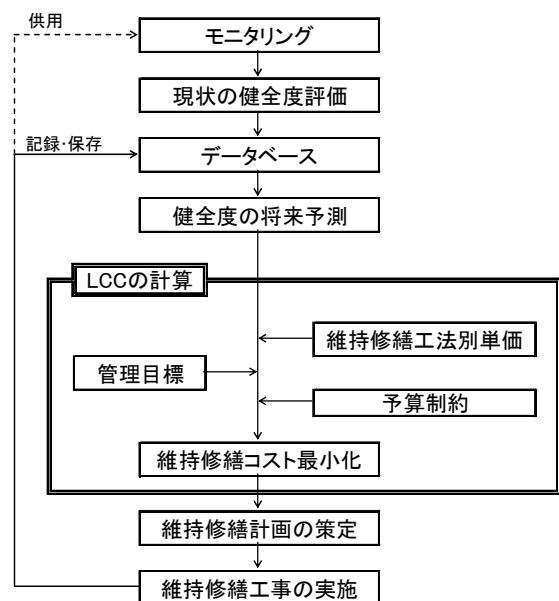 供用
モニタリング
現状の健全度評価
記録・保存
データベース
健全度の将来予測
LCCの計算
維持修繕工法別単価
管理目標
予算制約
維持修繕コスト最小化
維持修繕計画の策定
維持修繕工事の実施